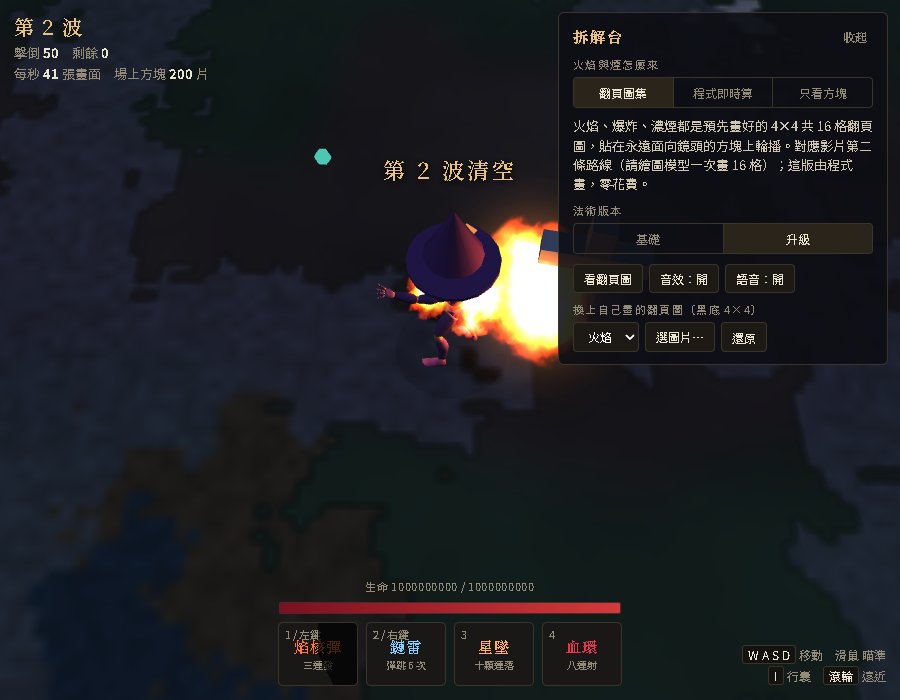 第 2 波
擊倒 50 剩餘 0
每秒 41 張畫面 場上方塊 200 片
拆解台
收起
火焰與煙怎麼來
翻頁圖集 程式即時算 只看方塊
火焰、爆炸、濃煙都是預先畫好的 4×4 共 16 格翻頁
圖，貼在永遠面向鏡頭的方塊上輪播。對應影片第二
條路線（請繪圖模型一次畫 16 格）；這版由程式
畫，零花費。
法術版本
基礎 升級
看翻頁圖 音效：開 語音：開
換上自己畫的翻頁圖（黑底 4×4）
火焰 選圖片… 還原
第 2 波清空
生命 1000000000 / 1000000000
1/左鍵
焰核彈
三連發
2/右鍵
鏈雷
彈跳 6 次
3
星墜
十顆連落
4
血環
八連射
WASD 移動 滑鼠 瞄準
I 行囊 滾輪 遠近